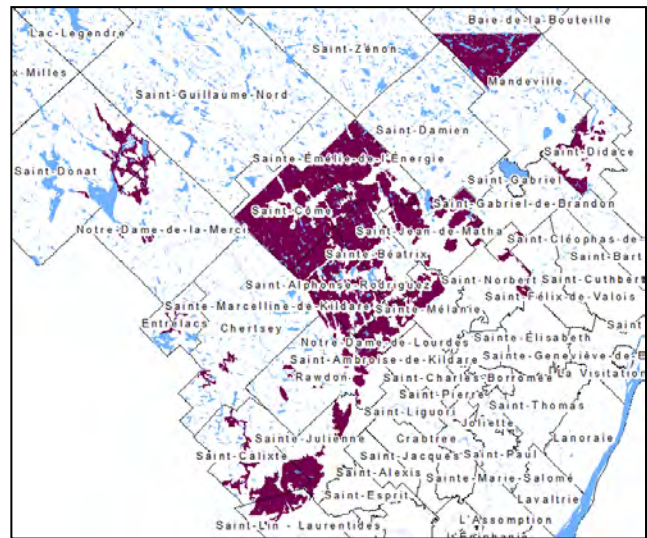 Baie-de-la-Bouteille
Lac-Legendre
Saint-Zénon
x-Milles
Mandeville
Saint-Guillaume-Nord
Saint-Damien
Saint-Didace
Sainte-Émélie-de-l'Énergie
Saint-Donat
Saint-Gabriel
Saint-Côme
Saint-Gabriel-de-Brandon
Notre-Dame-de-la-Merci
Saint-Jean-de-Matha
Saint-Cléophas-de
Sainte-Béatrix
Saint-Bart
Saint-Alphonse-Rodriguez
Saint-Norbert
Saint-Cuthbert
Saint-Félix-de-Valois
Sainte-Marcelline-de-Kildare
Sainte-Mélanie
Entrelacs
Chertsey
Saint
Notre-Dame-de-Lourdes
Sainte-Élisabeth
Saint-Ambroise-de-Kildare
Sainte-Geneviève-de-B
Rawdon
Saint-Charles-Borromée
La Visitation
Saint-Pierre
Saint-Thomas
Saint-Liguori
Joliette
Sainte-Julienne
Crabtree
Lanoraie
Saint-Calixte
Saint-Jacques
Saint-Paul
Saint-Alexis
Sainte-Marie-Salomé
Saint-Esprit
Lavaltrie
Saint-Lin - Laurentides
L'Assomption
L'Épiphanie